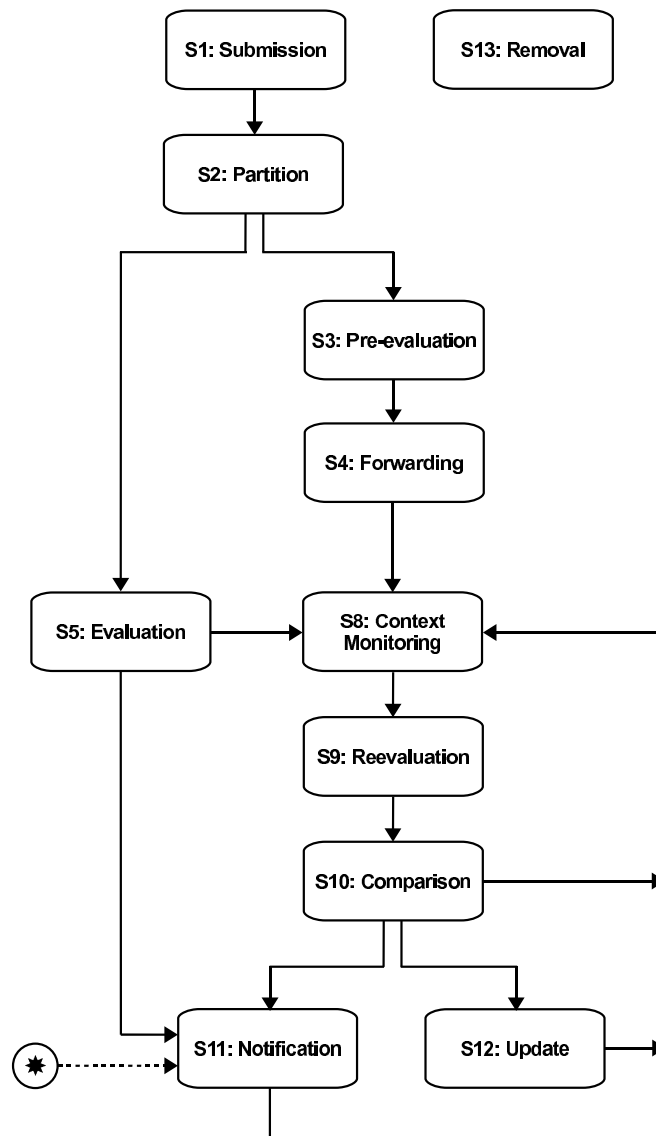 S1: Submission
S13: Removal
S2: Partition
S3: Pre-evaluation
S4: Forwarding
S5: Evaluation
S8: Context
Monitoring
S9: Reevaluation
S10: Comparison
S11: Notification
S12: Update